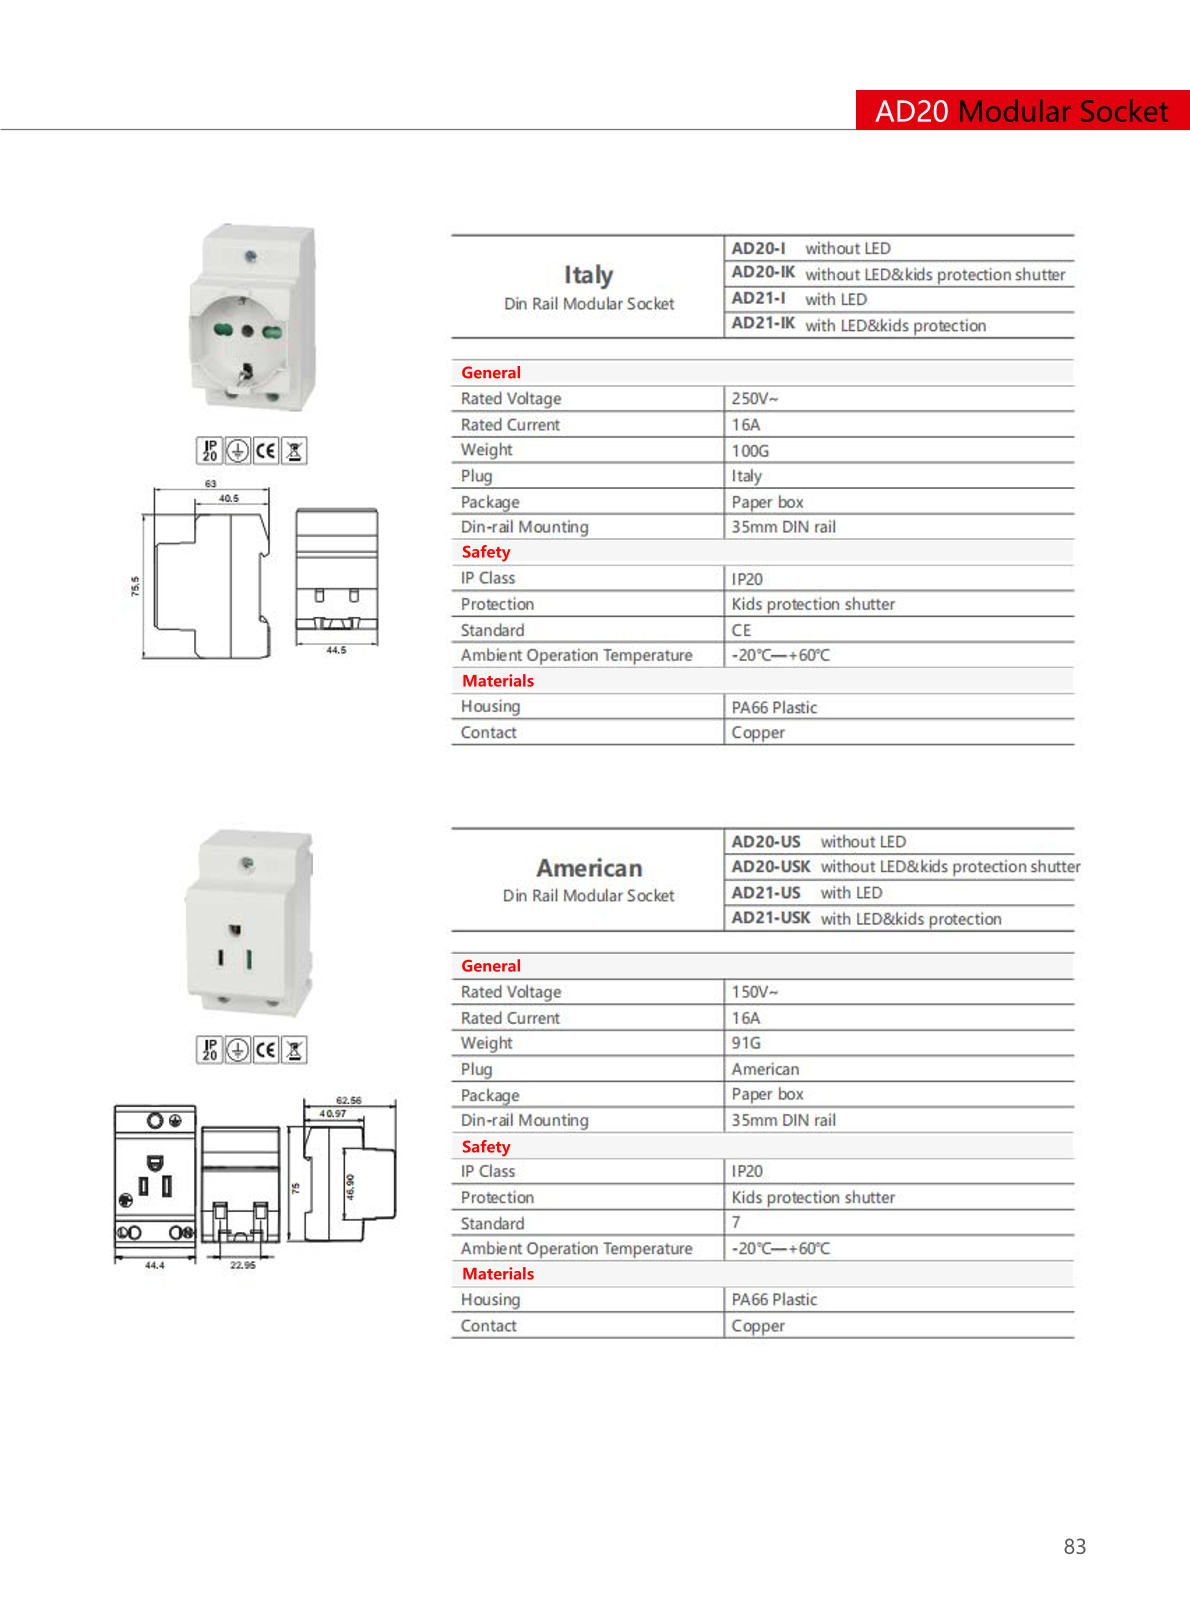 AD20 Modular Socket
Italy
Din Rail Modular Socket
AD20-I without LED
AD20-IK without LED&kids protection shutter
AD21-I with LED
AD21-IK with LED&kids protection
General
Rated Voltage 250V~
Rated Current 16A
Weight 100G
Plug Italy
Package Paper box
Din-rail Mounting 35mm DIN rail
Safety
IP Class IP20
Protection Kids protection shutter
Standard CE
Ambient Operation Temperature -20℃—+60℃
Materials
Housing PA66 Plastic
Contact Copper
IP
20
CE
63
40.5
75.5
44.5
American
Din Rail Modular Socket
AD20-US without LED
AD20-USK without LED&kids protection shutter
AD21-US with LED
AD21-USK with LED&kids protection
General
Rated Voltage 150V~
Rated Current 16A
Weight 91G
Plug American
Package Paper box
Din-rail Mounting 35mm DIN rail
Safety
IP Class IP20
Protection Kids protection shutter
Standard 7
Ambient Operation Temperature -20℃—+60℃
Materials
Housing PA66 Plastic
Contact Copper
IP
20
CE
62.56
40.97
75
46.90
L
N
44.4
22.95
83